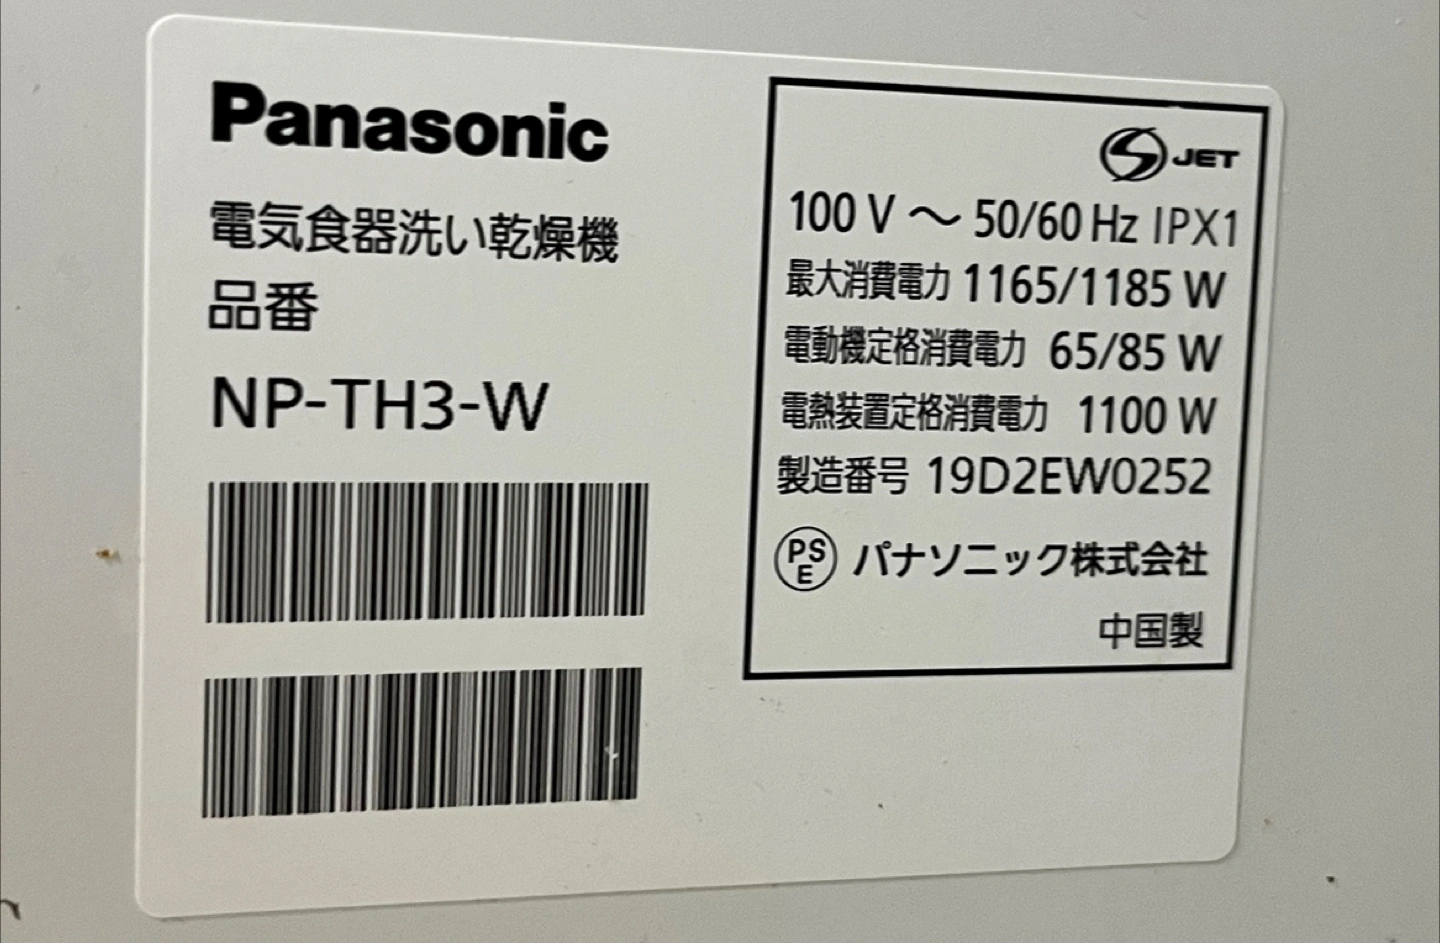 Panasonic
電気食器洗い乾燥機
品番
NP-TH3-W
S JET
100 V ～ 50/60 Hz IPX1
最大消費電力 1165/1185 W
電動機定格消費電力 65/85 W
電熱装置定格消費電力 1100 W
製造番号 19D2EW0252
PSE パナソニック株式会社
中国製